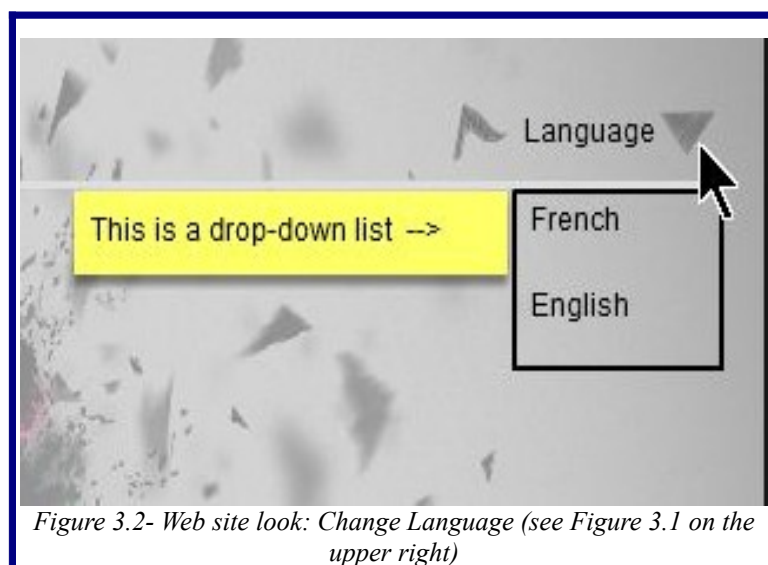 Language
This is a drop-down list -->
French
English
Figure 3.2- Web site look: Change Language (see Figure 3.1 on the
upper right)